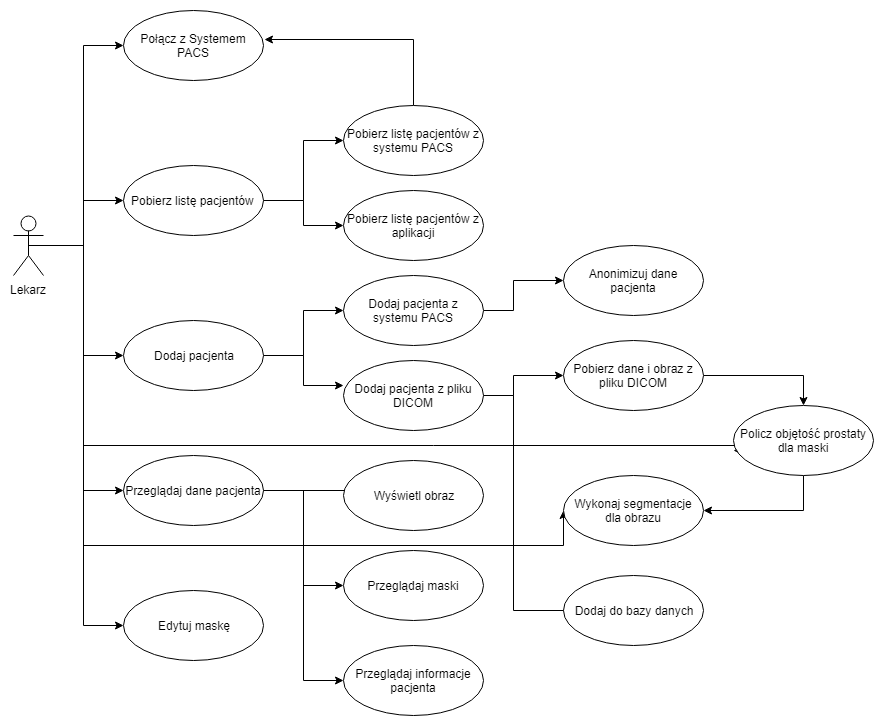 Połącz z Systemem
PACS
Pobierz listę pacjentów z
systemu PACS
Pobierz listę pacjentów
Pobierz listę pacjentów z
aplikacji
Lekarz
Anonimizuj dane
pacjenta
Dodaj pacjenta z
systemu PACS
Dodaj pacjenta
Dodaj pacjenta z pliku
DICOM
Pobierz dane i obraz z
pliku DICOM
Policz objętość prostaty
dla maski
Przeglądaj dane pacjenta
Wyświetl obraz
Wykonaj segmentacje
dla obrazu
Przeglądaj maski
Dodaj do bazy danych
Edytuj maskę
Przeglądaj informacje
pacjenta